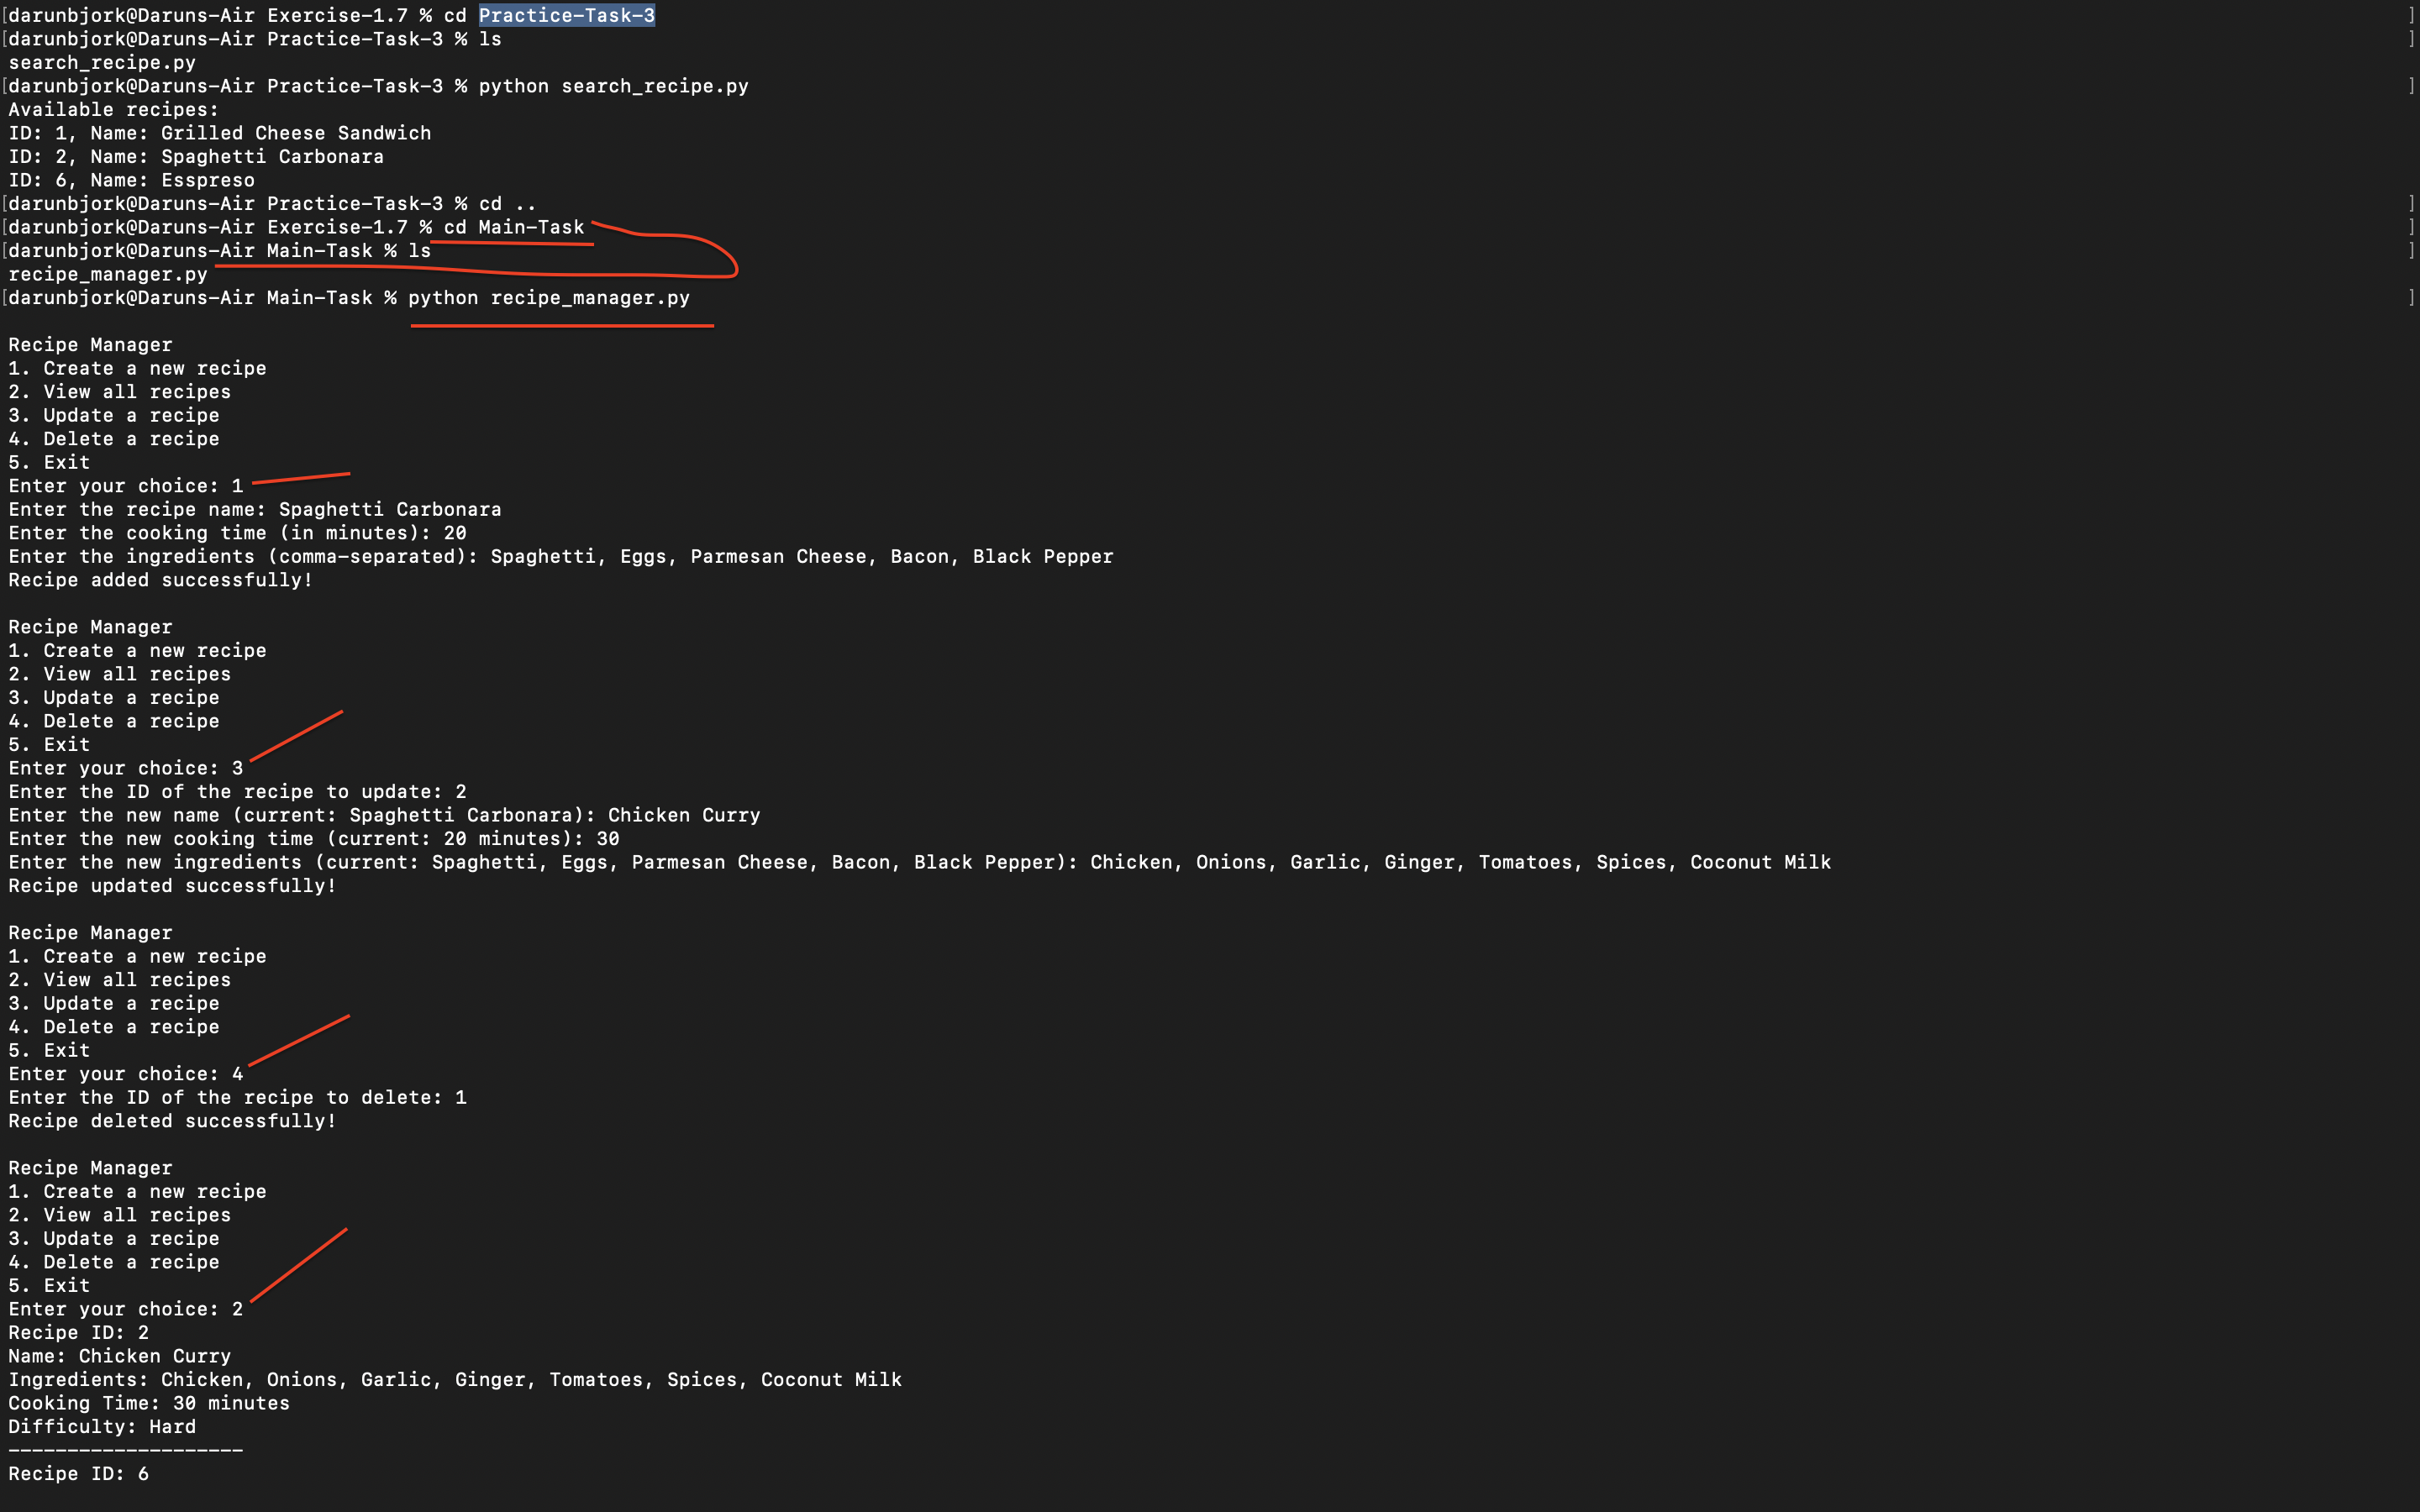 [darunbjork@Daruns-Air Exercise-1.7 % cd Practice-Task-3 ]
[darunbjork@Daruns-Air Practice-Task-3 % ls ]
search_recipe.py
[darunbjork@Daruns-Air Practice-Task-3 % python search_recipe.py ]
Available recipes:
ID: 1, Name: Grilled Cheese Sandwich
ID: 2, Name: Spaghetti Carbonara
ID: 6, Name: Esspreso
[darunbjork@Daruns-Air Practice-Task-3 % cd .. ]
[darunbjork@Daruns-Air Exercise-1.7 % cd Main-Task ]
[darunbjork@Daruns-Air Main-Task % ls ]
recipe_manager.py
[darunbjork@Daruns-Air Main-Task % python recipe_manager.py ]
Recipe Manager
1. Create a new recipe
2. View all recipes
3. Update a recipe
4. Delete a recipe
5. Exit
Enter your choice: 1
Enter the recipe name: Spaghetti Carbonara
Enter the cooking time (in minutes): 20
Enter the ingredients (comma-separated): Spaghetti, Eggs, Parmesan Cheese, Bacon, Black Pepper
Recipe added successfully!
Recipe Manager
1. Create a new recipe
2. View all recipes
3. Update a recipe
4. Delete a recipe
5. Exit
Enter your choice: 3
Enter the ID of the recipe to update: 2
Enter the new name (current: Spaghetti Carbonara): Chicken Curry
Enter the new cooking time (current: 20 minutes): 30
Enter the new ingredients (current: Spaghetti, Eggs, Parmesan Cheese, Bacon, Black Pepper): Chicken, Onions, Garlic, Ginger, Tomatoes, Spices, Coconut Milk
Recipe updated successfully!
Recipe Manager
1. Create a new recipe
2. View all recipes
3. Update a recipe
4. Delete a recipe
5. Exit
Enter your choice: 4
Enter the ID of the recipe to delete: 1
Recipe deleted successfully!
Recipe Manager
1. Create a new recipe
2. View all recipes
3. Update a recipe
4. Delete a recipe
5. Exit
Enter your choice: 2
Recipe ID: 2
Name: Chicken Curry
Ingredients: Chicken, Onions, Garlic, Ginger, Tomatoes, Spices, Coconut Milk
Cooking Time: 30 minutes
Difficulty: Hard
--------------------
Recipe ID: 6